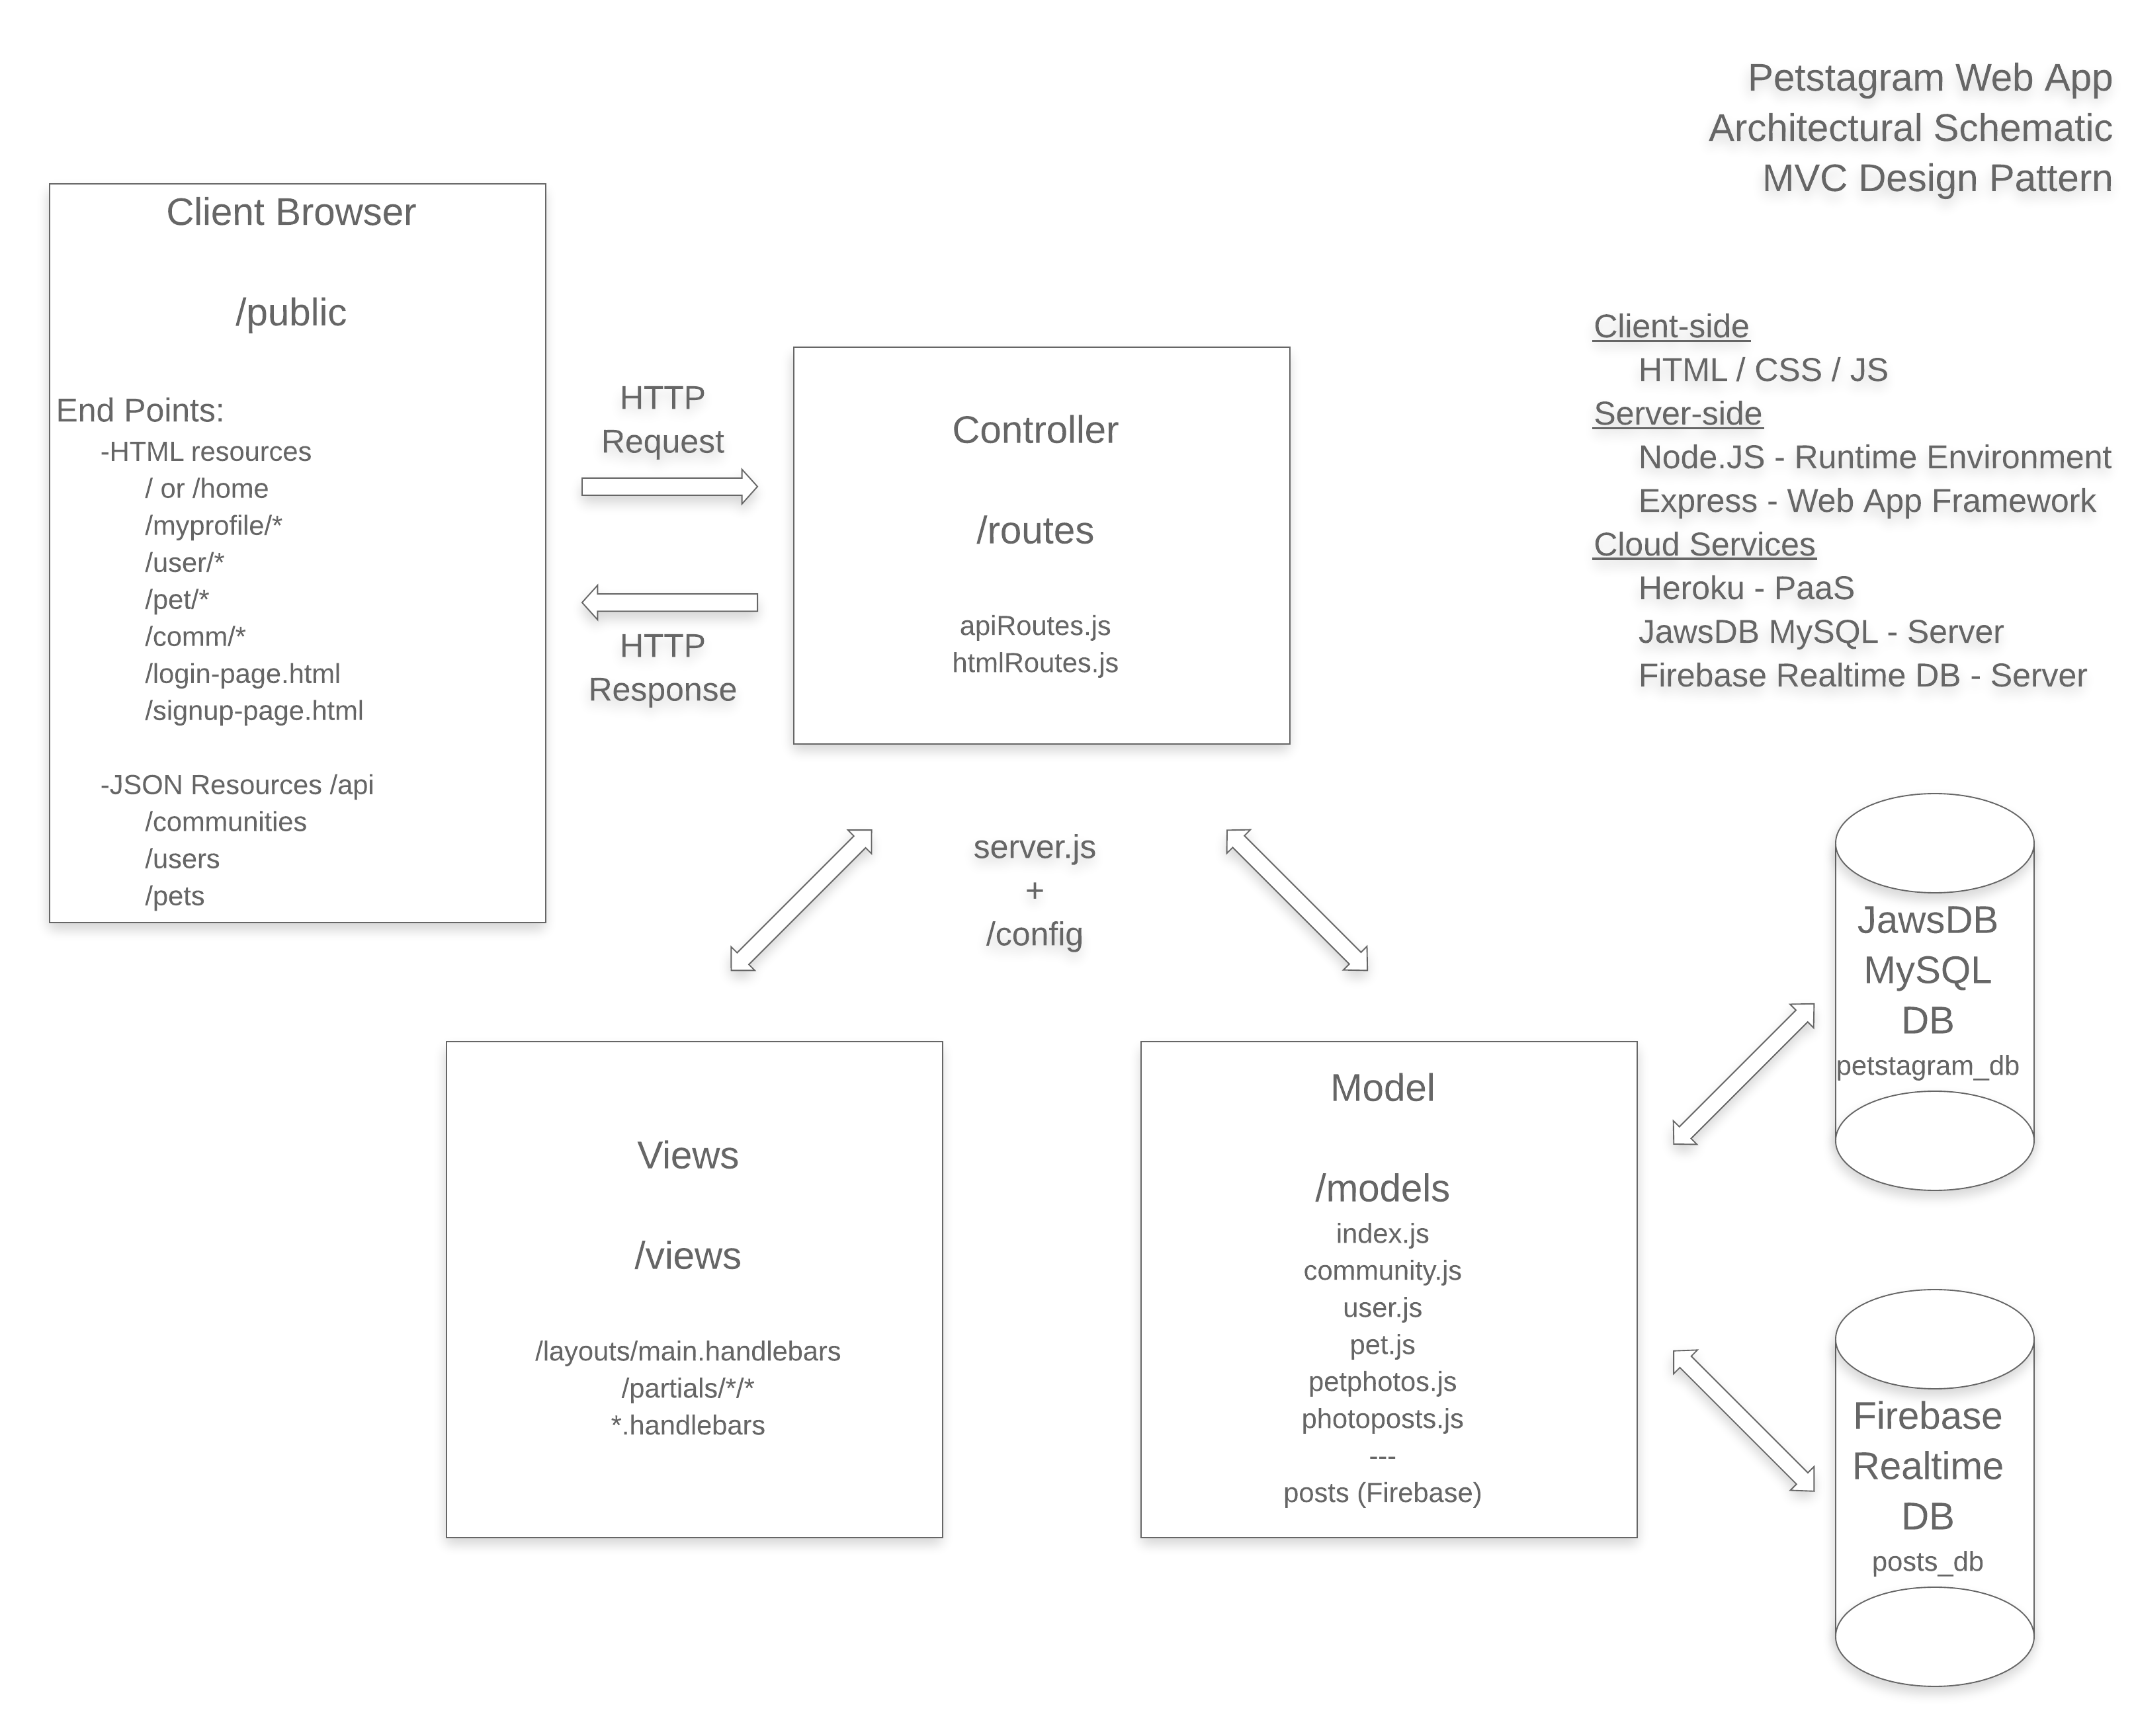 Petstagram Web App
Architectural Schematic
MVC Design Pattern
Client Browser
/public
End Points:
-HTML resources
/ or /home
/myprofile/*
/user/*
/pet/*
/comm/*
/login-page.html
/signup-page.html
-JSON Resources /api
/communities
/users
/pets
HTTP
Request
HTTP
Response
Controller
/routes
apiRoutes.js
htmlRoutes.js
Client-side
HTML / CSS / JS
Server-side
Node.JS - Runtime Environment
Express - Web App Framework
Cloud Services
Heroku - PaaS
JawsDB MySQL - Server
Firebase Realtime DB - Server
server.js
+
/config
Views
/views
/layouts/main.handlebars
/partials/*/*
*.handlebars
Model
/models
index.js
community.js
user.js
pet.js
petphotos.js
photoposts.js
---
posts (Firebase)
JawsDB
MySQL
DB
petstagram_db
Firebase
Realtime
DB
posts_db